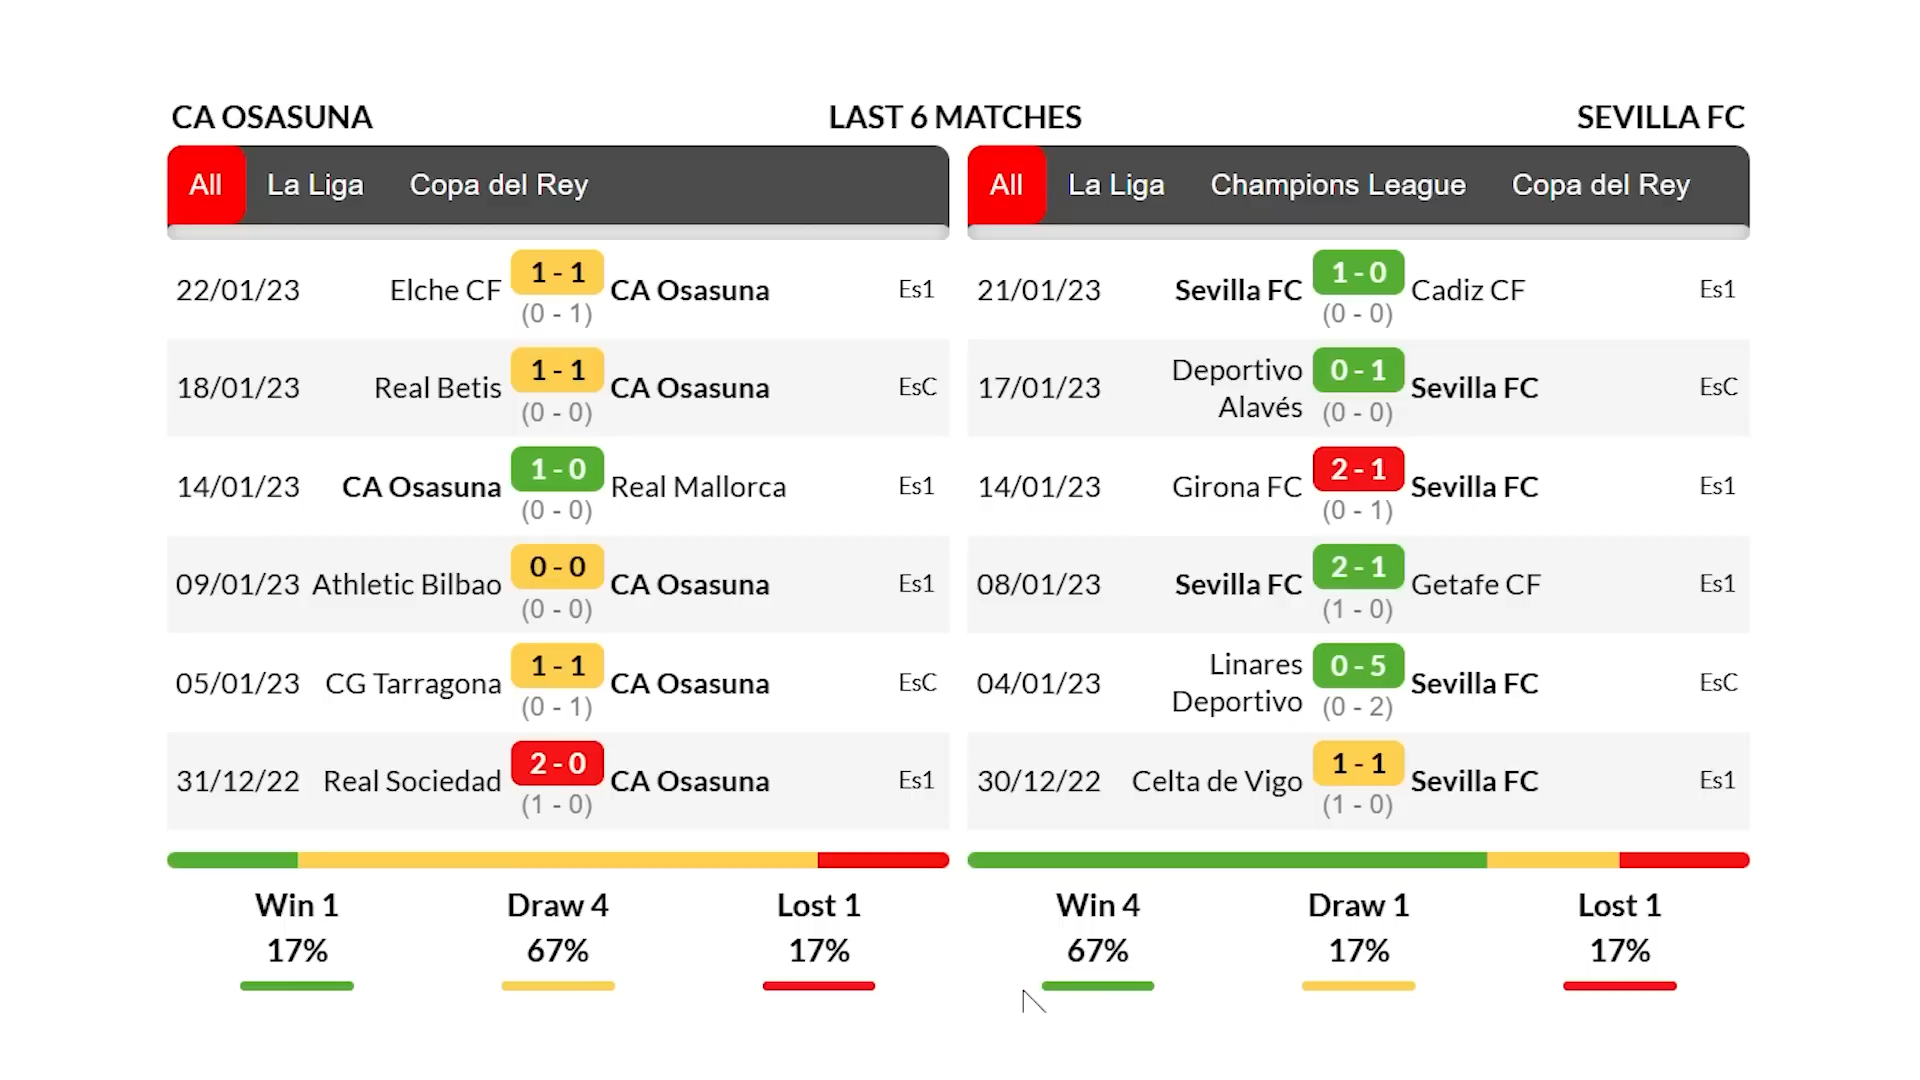 CA OSASUNA LAST 6 MATCHES SEVILLA FC
All La Liga Copa del Rey
22/01/23 Elche CF 1 - 1 CA Osasuna Es1
(0 - 1)
18/01/23 Real Betis 1 - 1 CA Osasuna EsC
(0 - 0)
14/01/23 CA Osasuna 1 - 0 Real Mallorca Es1
(0 - 0)
09/01/23 Athletic Bilbao 0 - 0 CA Osasuna Es1
(0 - 0)
05/01/23 CG Tarragona 1 - 1 CA Osasuna EsC
(0 - 1)
31/12/22 Real Sociedad 2 - 0 CA Osasuna Es1
(1 - 0)
Win 1 Draw 4 Lost 1
17% 67% 17%
All La Liga Champions League Copa del Rey
21/01/23 Sevilla FC 1 - 0 Cadiz CF Es1
(0 - 0)
17/01/23 Deportivo 0 - 1 Sevilla FC EsC
Alavés (0 - 0)
14/01/23 Girona FC 2 - 1 Sevilla FC Es1
(0 - 1)
08/01/23 Sevilla FC 2 - 1 Getafe CF Es1
(1 - 0)
04/01/23 Linares 0 - 5 Sevilla FC EsC
Deportivo (0 - 2)
30/12/22 Celta de Vigo 1 - 1 Sevilla FC Es1
(1 - 0)
Win 4 Draw 1 Lost 1
67% 17% 17%